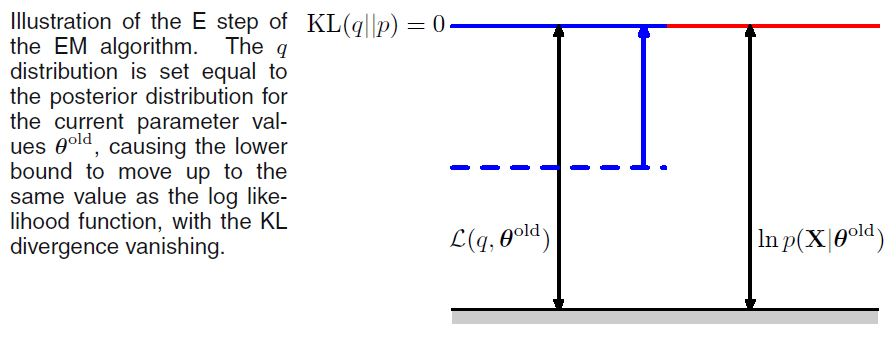 Illustration of the E step of
the EM algorithm. The q
distribution is set equal to
the posterior distribution for
the current parameter val-
ues θ^old, causing the lower
bound to move up to the
same value as the log like-
lihood function, with the KL
divergence vanishing.
KL(q||p) = 0
ℒ(q, θ^old)
ln p(X|θ^old)